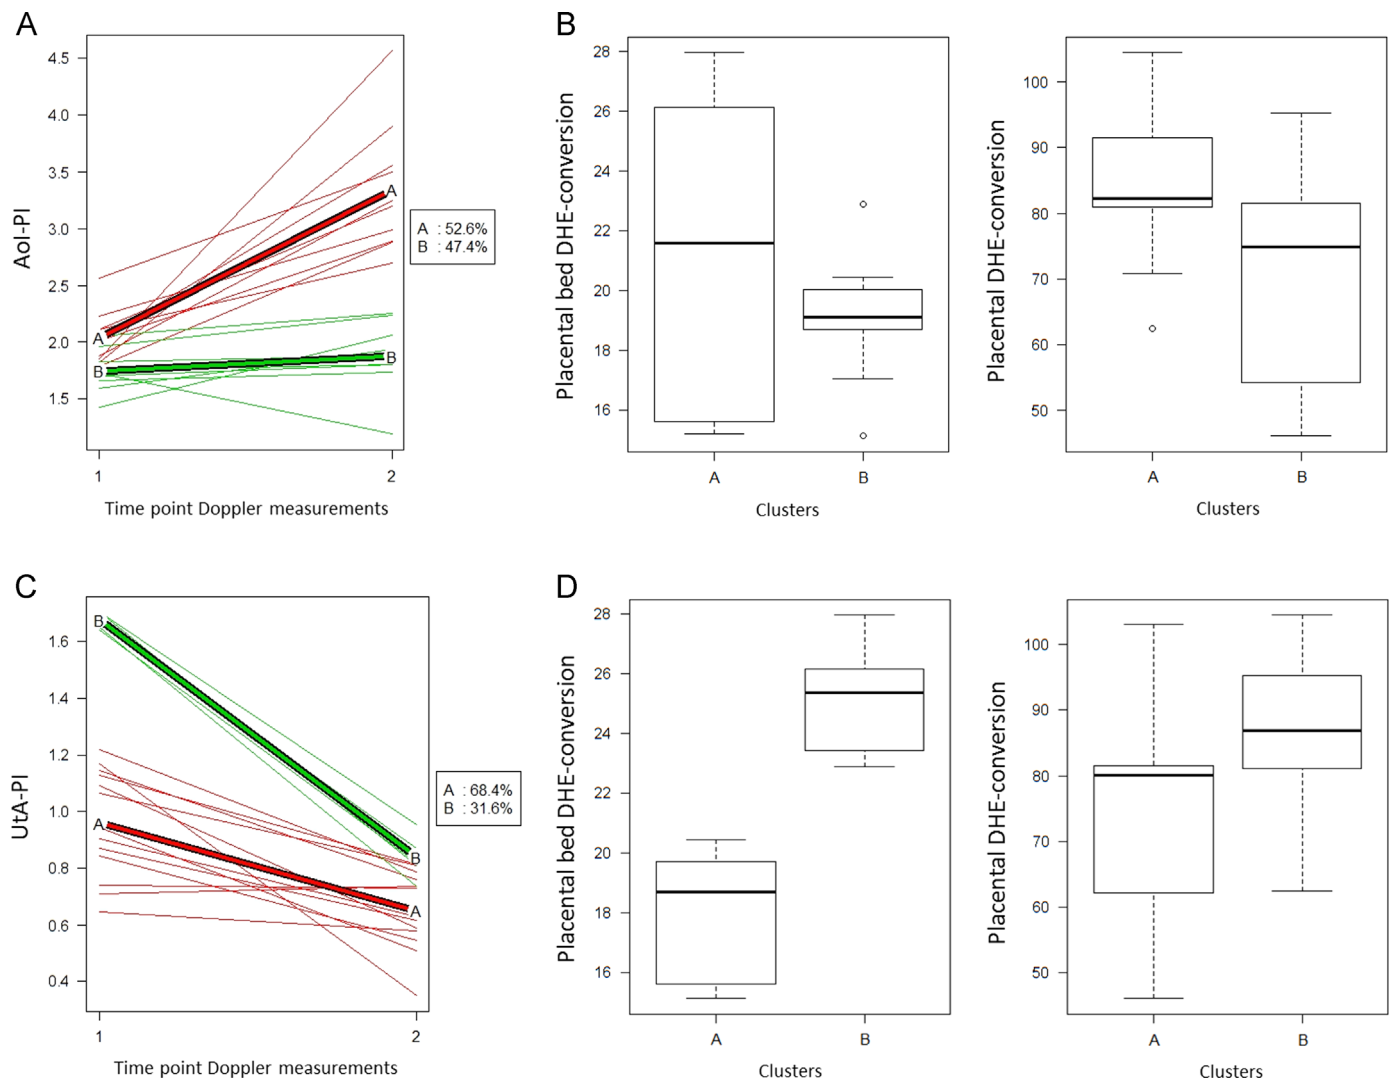 A
4.5
4.0
3.5
3.0
2.5
2.0
1.5
AoI-PI
A
B
A
B
1
2
Time point Doppler measurements
A : 52.6%
B : 47.4%
B
28
26
24
22
20
18
16
Placental bed DHE-conversion
A
B
Clusters
100
90
80
70
60
50
Placental DHE-conversion
A
B
Clusters
C
1.6
1.4
1.2
1.0
0.8
0.6
0.4
UtA-PI
B
A
B
A
1
2
Time point Doppler measurements
A : 68.4%
B : 31.6%
D
28
26
24
22
20
18
16
Placental bed DHE-conversion
A
B
Clusters
100
90
80
70
60
50
Placental DHE-conversion
A
B
Clusters